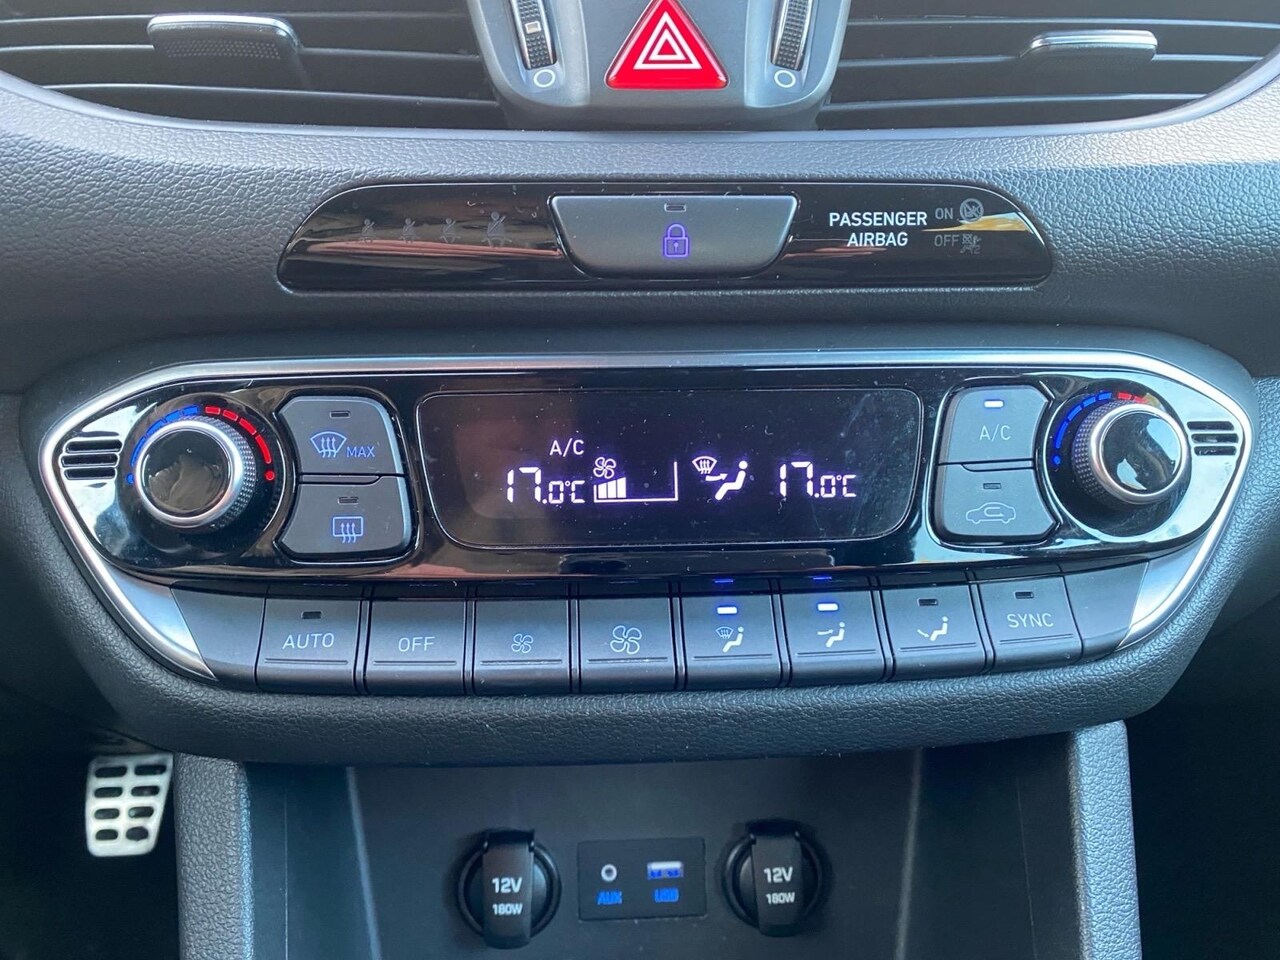 PASSENGER ON
AIRBAG OFF
MAX
A/C
17.0°C
17.0°C
A/C
AUTO
OFF
SYNC
12V
180W
AUX
USB
12V
180W